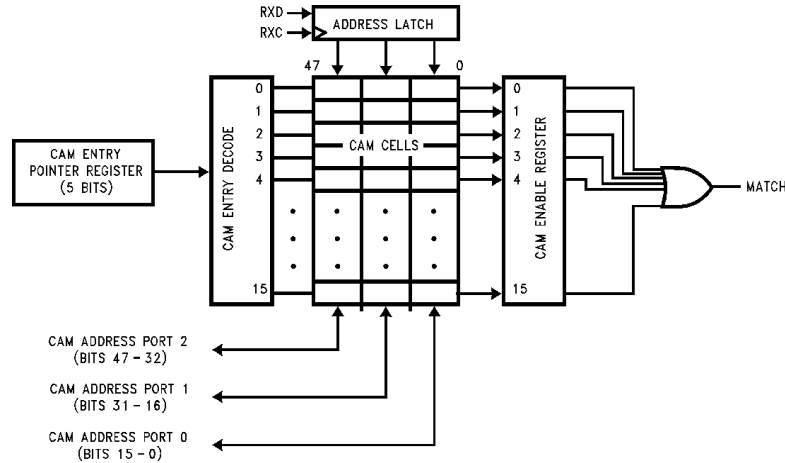 RXD
RXC
ADDRESS LATCH
47
0
CAM ENTRY
POINTER REGISTER
(5 BITS)
CAM ENTRY DECODE
0
1
2
3
4
15
CAM CELLS
CAM ENABLE REGISTER
0
1
2
3
4
15
MATCH
CAM ADDRESS PORT 2
(BITS 47-32)
CAM ADDRESS PORT 1
(BITS 31-16)
CAM ADDRESS PORT 0
(BITS 15-0)